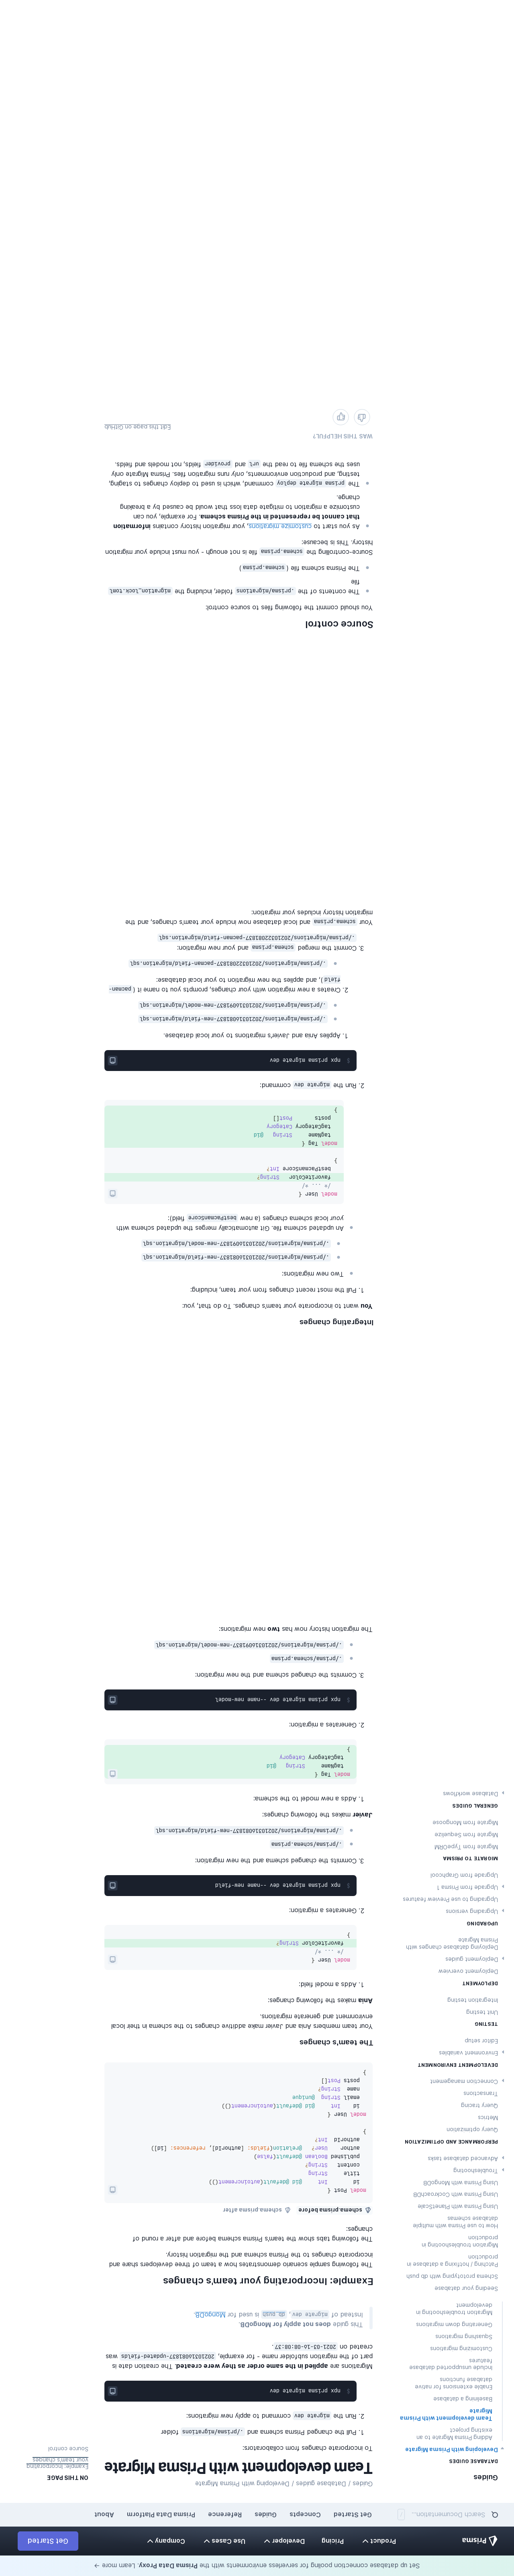 Set up database connection pooling for serverless environments with the Prisma Data Proxy. Learn more →
Prisma
Product
Pricing
Developer
Use Cases
Company
Get Started
Search Documentation...
/
Get Started
Concepts
Guides
Reference
Prisma Data Platform
About
Guides
DATABASE GUIDES
Developing with Prisma Migrate
Adding Prisma Migrate to an
existing project
Team development with Prisma
Migrate
Baselining a database
Enable extensions for native
database functions
Include unsupported database
features
Customizing migrations
Squashing migrations
Generating down migrations
Migration troubleshooting in
development
Seeding your database
Schema prototyping with db push
Patching / hotfixing a database in
production
Migration troubleshooting in
production
How to use Prisma with multiple
database schemas
Using Prisma with PlanetScale
Using Prisma with CockroachDB
Using Prisma with MongoDB
Troubleshooting
Advanced database tasks
PERFORMANCE AND OPTIMIZATION
Query optimization
Metrics
Query tracing
Transactions
Connection management
DEVELOPMENT ENVIRONMENT
Environment variables
Editor setup
TESTING
Unit testing
Integration testing
DEPLOYMENT
Deployment overview
Deployment guides
Deploying database changes with
Prisma Migrate
UPGRADING
Upgrading versions
Upgrading to use Preview features
Upgrade from Prisma 1
Upgrade from Graphcool
MIGRATE TO PRISMA
Migrate from TypeORM
Migrate from Sequelize
Migrate from Mongoose
GENERAL GUIDES
Database workflows
Guides / Database guides / Developing with Prisma Migrate
Team development with Prisma Migrate
To incorporate changes from collaborators:
1. Pull the changed Prisma schema and ./prisma/migrations folder
2. Run the migrate dev command to apply new migrations:
$ npx prisma migrate dev
Migrations are applied in the same order as they were created. The creation date is
part of the migration subfolder name - for example, 20210316081837-updated-fields was
created on 2021-03-16-08:08:37.
This guide does not apply for MongoDB.
Instead of migrate dev, db push is used for MongoDB.
Example: Incorporating your team's changes
The following sample scenario demonstrates how a team of three developers share and
incorporate changes to the Prisma schema and the migration history.
The following tabs show the team's Prisma schema before and after a round of
changes:
schema.prisma before
schema.prisma after
model Post {
id Int @id @default(autoincrement())
title String
content String?
published Boolean @default(false)
author User? @relation(fields: [authorId], references: [id])
authorId Int?
}
model User {
id Int @id @default(autoincrement())
email String @unique
name String?
posts Post[]
}
The team's changes
Your team members Ania and Javier make additive changes to the schema in their local
environment and generate migrations.
Ania makes the following changes:
1. Adds a model field:
model User {
/* ... */
favoriteColor String?
}
2. Generates a migration:
$ npx prisma migrate dev --name new-field
3. Commits the changed schema and the new migration:
./prisma/schema.prisma
./prisma/migrations/20210316081837-new-field/migration.sql
Javier makes the following changes:
1. Adds a new model to the schema:
model Tag {
tagName String @id
tagCategory Category
}
2. Generates a migration:
$ npx prisma migrate dev --name new-model
3. Commits the changed schema and the new migration:
./prisma/schema.prisma
./prisma/migrations/20210316091837-new-model/migration.sql
The migration history now has two new migrations:
Integrating changes
You want to incorporate your team's changes. To do that, you:
1. Pull the most recent changes from your team, including:
Two new migrations:
./prisma/migrations/20210316081837-new-field/migration.sql
./prisma/migrations/20210316091837-new-model/migration.sql
An updated schema file. Git automatically merges the updated schema with
your local schema changes (a new bestPacmanScore field):
model User {
/* ... */
favoriteColor String?
bestPacmanScore Int?
}
model Tag {
tagName String @id
tagCategory Category
posts Post[]
}
2. Run the migrate dev command:
$ npx prisma migrate dev
1. Applies Ania and Javier's migrations to your local database.
./prisma/migrations/20210316081837-new-field/migration.sql
./prisma/migrations/20210316091837-new-model/migration.sql
2. Creates a new migration with your changes, prompts you to name it (pacman-
field), and applies the new migration to your local database:
./prisma/migrations/20210322081837-pacman-field/migration.sql
3. Commit the merged schema.prisma and your new migration:
./prisma/migrations/20210322081837-pacman-field/migration.sql
Your schema.prisma and local database now include your team's changes, and the
migration history includes your migration:
Source control
You should commit the following files to source control:
The contents of the .prisma/migrations folder, including the migration_lock.toml
file
The Prisma schema file (schema.prisma)
Source-controlling the schema.prisma file is not enough - you must include your migration
history. This is because:
As you start to customize migrations, your migration history contains information
that cannot be represented in the Prisma schema. For example, you can
customize a migration to mitigate data loss that would be caused by a breaking
change.
The prisma migrate deploy command, which is used to deploy changes to staging,
testing, and production environments, only runs migration files. Prisma Migrate only
uses the schema file to read the url and provider fields, not models and fields.
WAS THIS HELPFUL?
Edit this page on GitHub
ON THIS PAGE
Example: Incorporating
your team's changes
Source control